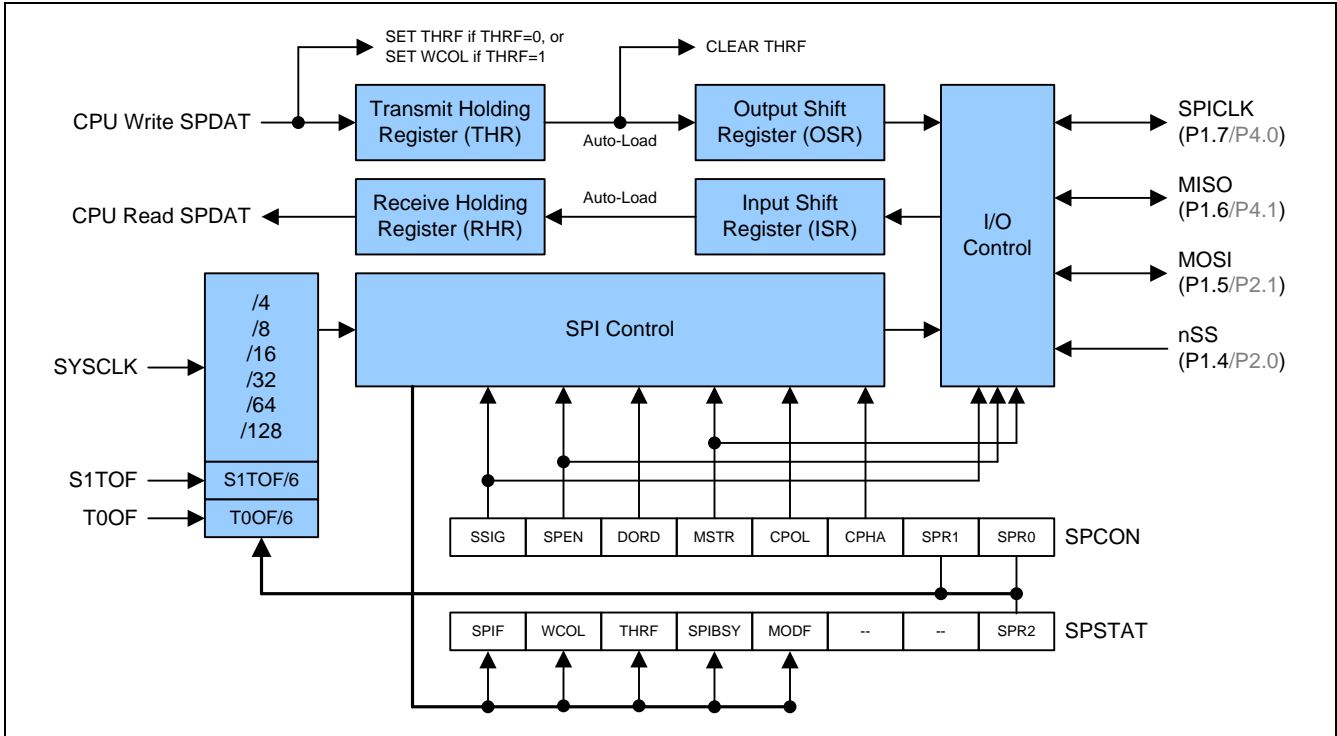 SET THRF if THRF=0, or
SET WCOL if THRF=1
CLEAR THRF
CPU Write SPDAT
Transmit Holding
Register (THR)
Auto-Load
Output Shift
Register (OSR)
CPU Read SPDAT
Receive Holding
Register (RHR)
Auto-Load
Input Shift
Register (ISR)
I/O
Control
SPICLK
(P1.7/P4.0)
MISO
(P1.6/P4.1)
MOSI
(P1.5/P2.1)
nSS
(P1.4/P2.0)
SYSCLK
/4
/8
/16
/32
/64
/128
SPI Control
S1TOF
S1TOF/6
T0OF
T0OF/6
SSIG SPEN DORD MSTR CPOL CPHA SPR1 SPR0 SPCON
SPIF WCOL THRF SPIBSY MODF -- -- SPR2 SPSTAT